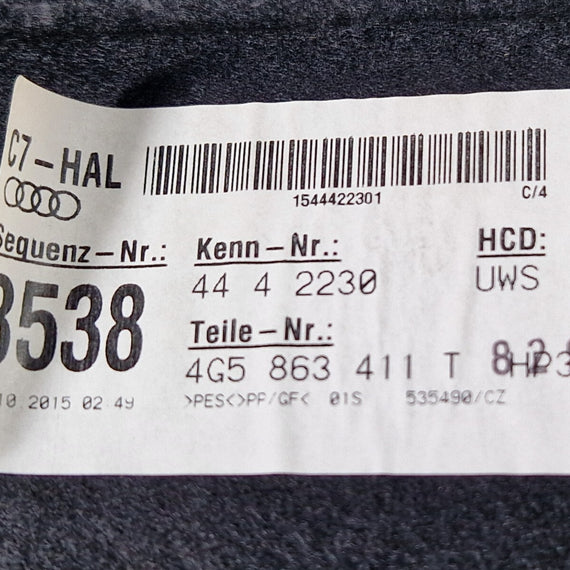 C7-HAL
1544422301
C/4
Sequenz-Nr.: Kenn-Nr.: HCD:
3538 44 4 2230 UWS
Teile-Nr.:
4G5 863 411 T
10 2015 02 49 >PES<>PP/GF< 01S 535490/CZ